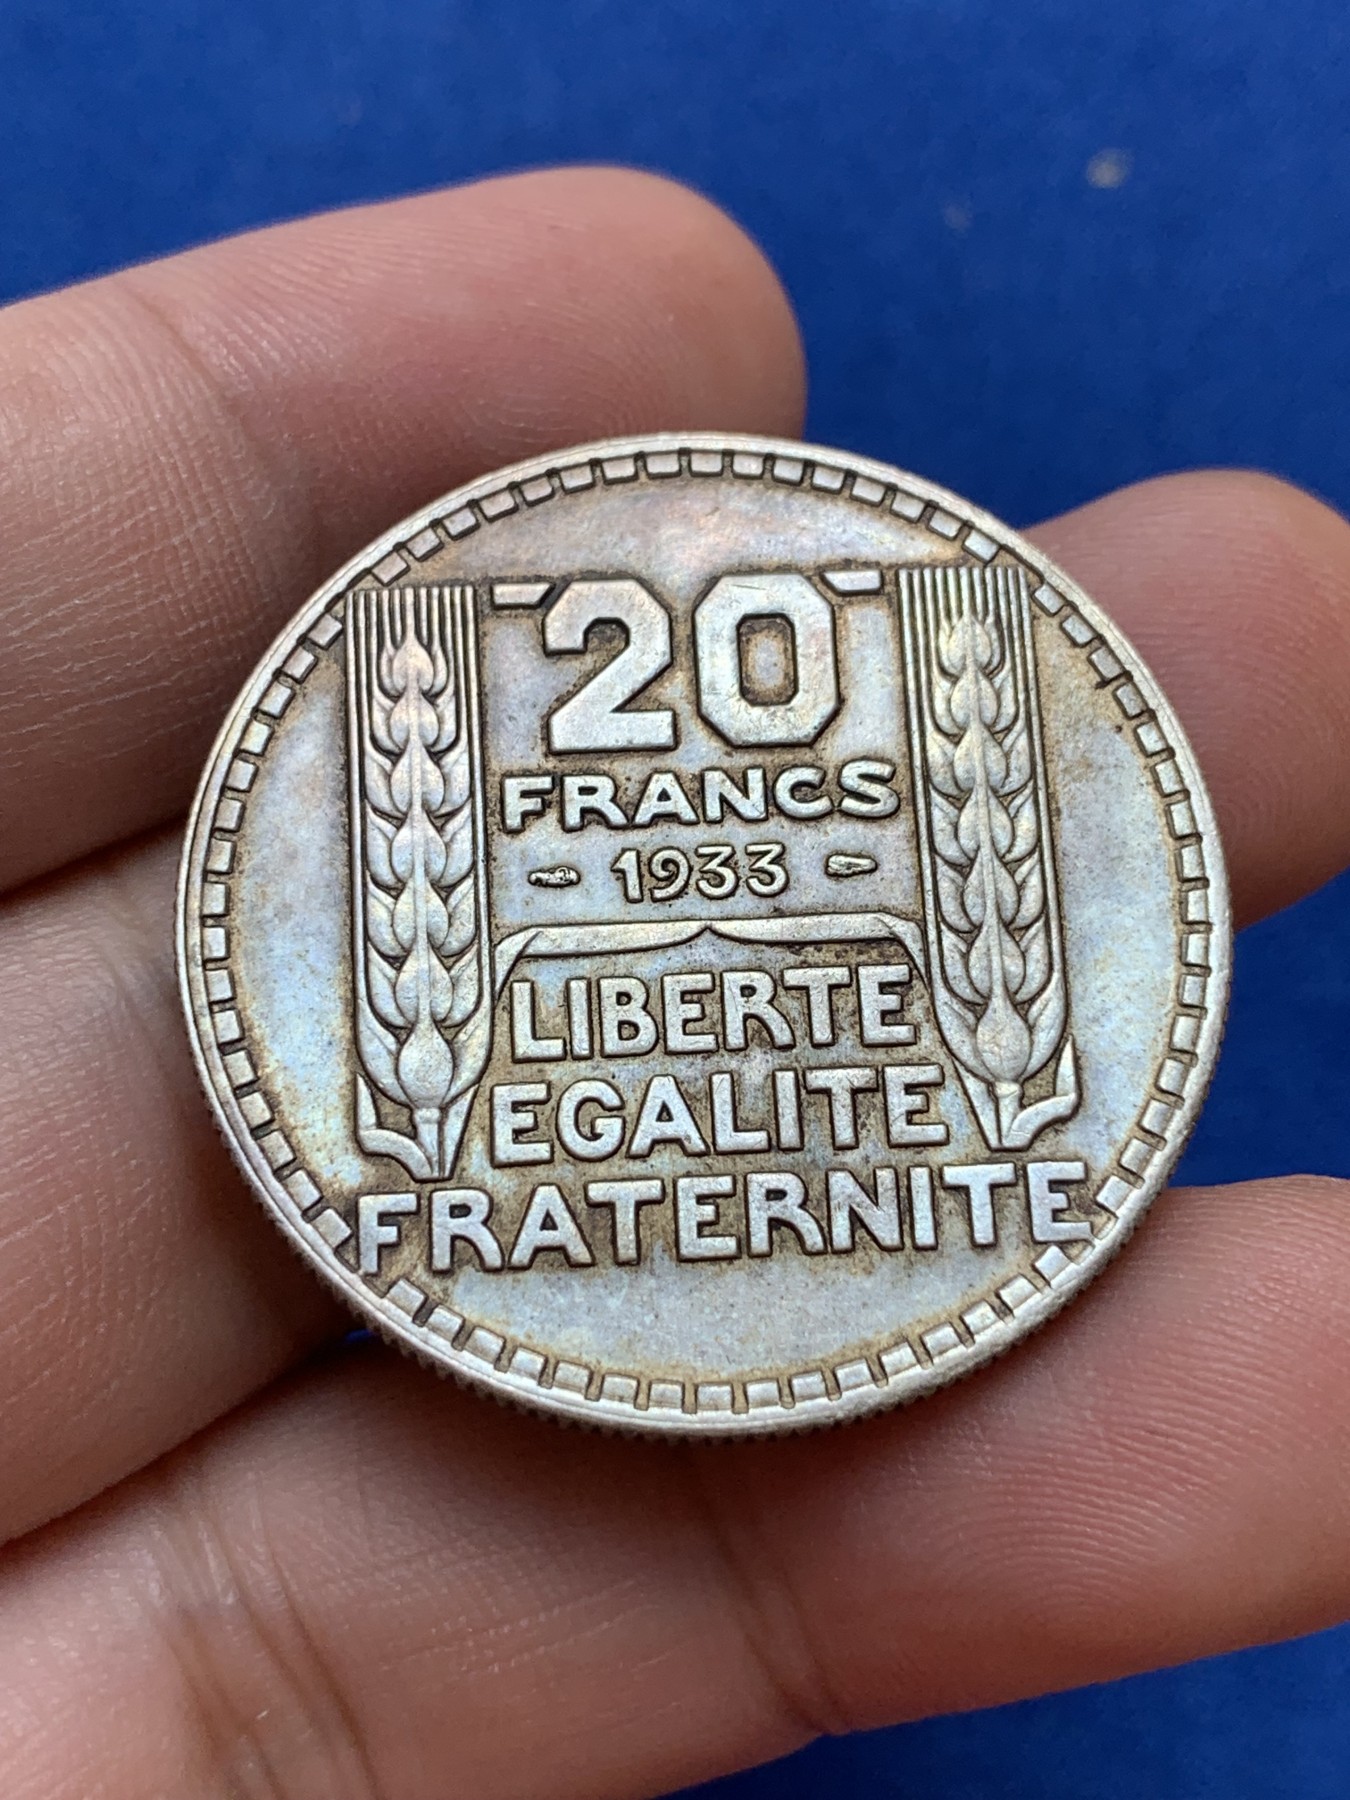 20
FRANCS
- 1933 -
LIBERTE
EGALITE
FRATERNITE